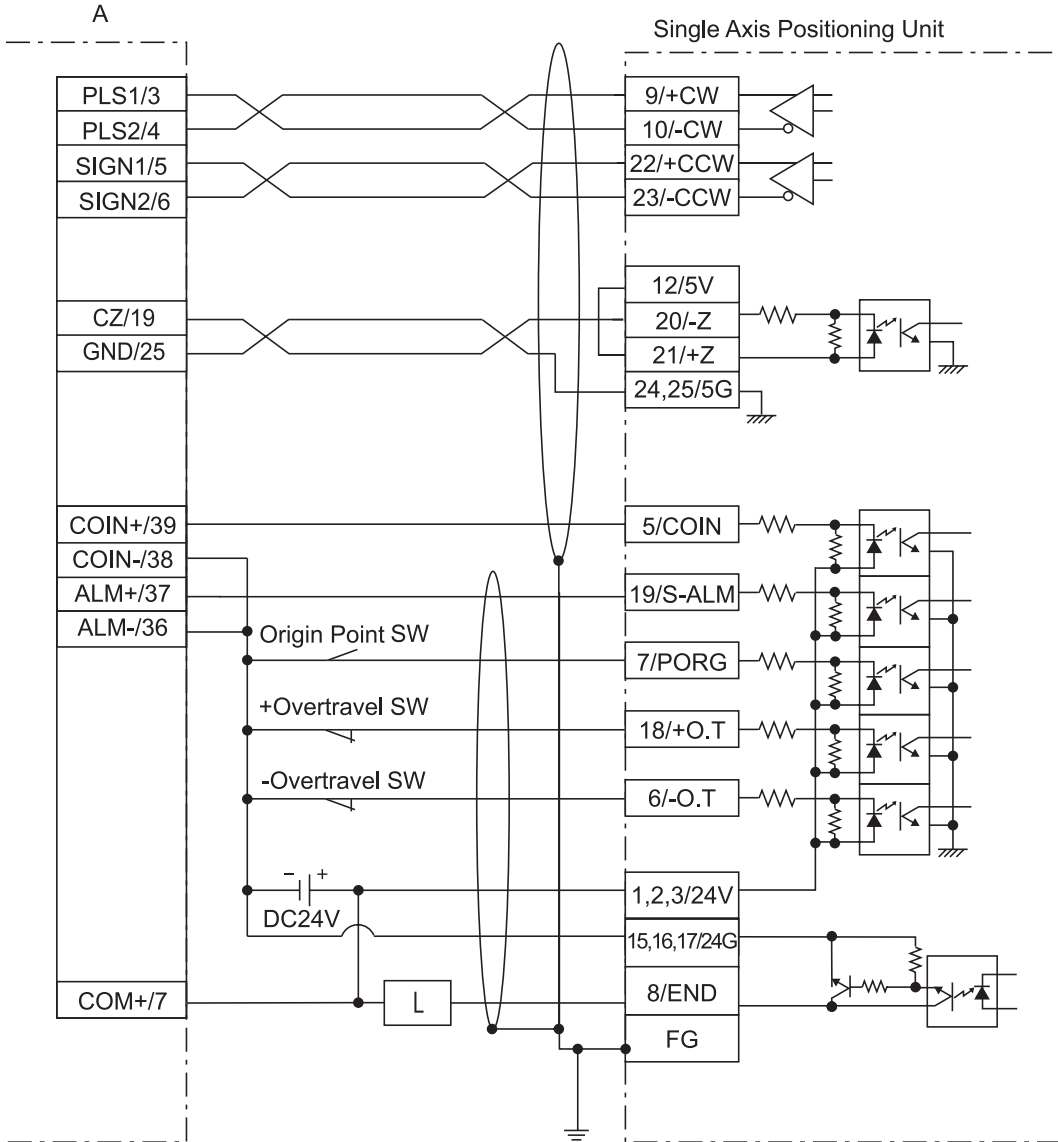 A
Single Axis Positioning Unit
PLS1/3
PLS2/4
SIGN1/5
SIGN2/6
CZ/19
GND/25
COIN+/39
COIN-/38
ALM+/37
ALM-/36
COM+/7
Origin Point SW
+Overtravel SW
-Overtravel SW
− +
DC24V
L
9/+CW
10/-CW
22/+CCW
23/-CCW
12/5V
20/-Z
21/+Z
24,25/5G
5/COIN
19/S-ALM
7/PORG
18/+O.T
6/-O.T
1,2,3/24V
15,16,17/24G
8/END
FG